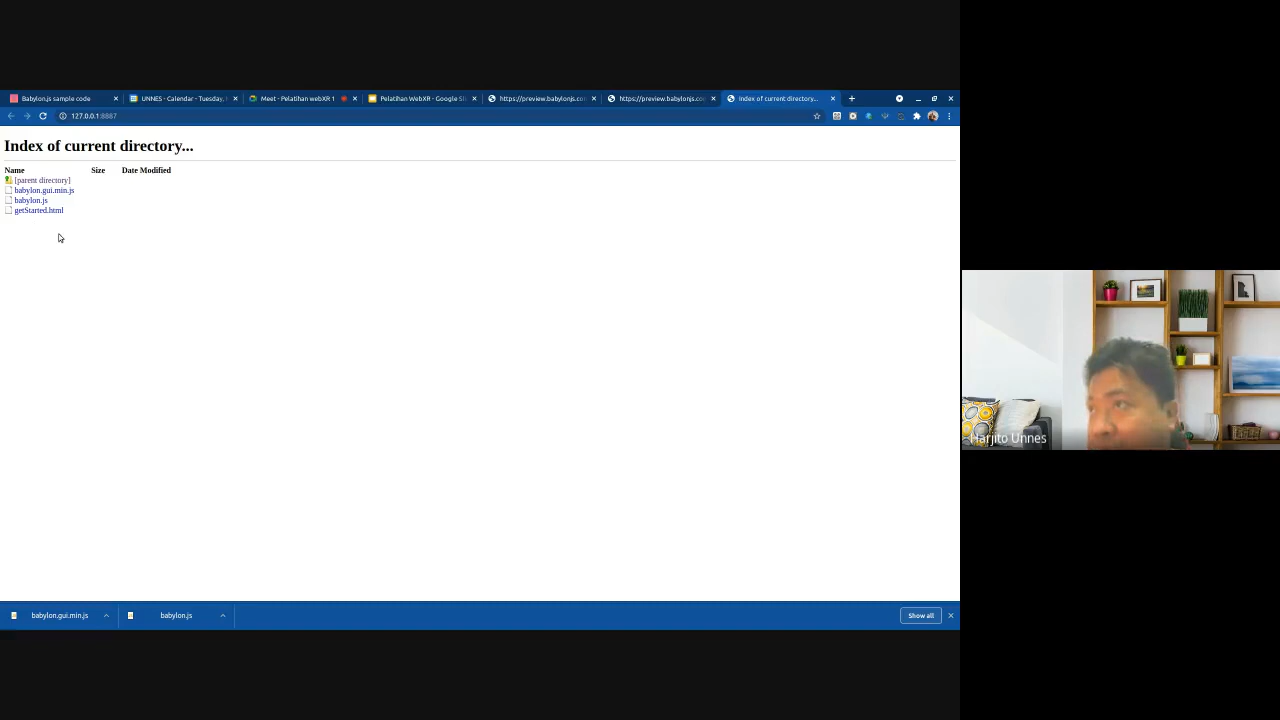 Babylon.js sample code
UNNES - Calendar - Tuesday,
Meet - Pelatihan webXR 1
Pelatihan WebXR - Google Sl
https://preview.babylonjs.co
https://preview.babylonjs.co
Index of current directory...
127.0.0.1:8887
Index of current directory...
Name Size Date Modified
[parent directory]
babylon.gui.min.js
babylon.js
getStarted.html
Harjito Unnes
babylon.gui.min.js
babylon.js
Show all